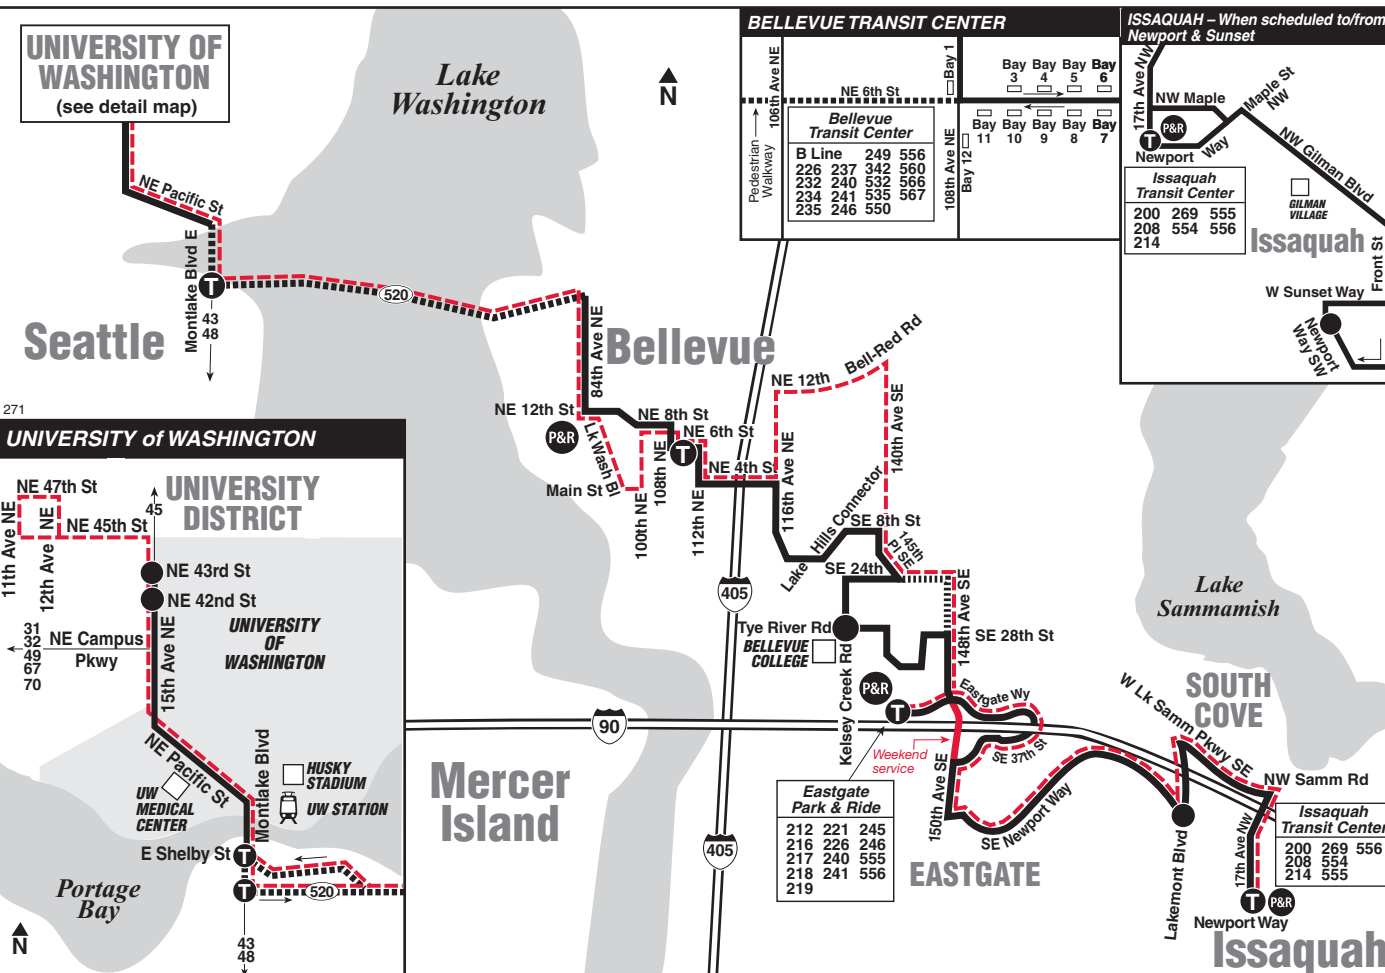 UNIVERSITY OF
WASHINGTON
(see detail map)
NE Pacific St
Montlake Blvd E
T
43
48
Seattle
Lake
Washington
N
520
BELLEVUE TRANSIT CENTER
106th Ave NE
NE 6th St
Pedestrian
Walkway
Bellevue
Transit Center
B Line 249 556
226 237 342 560
232 240 532 566
234 241 535 567
235 246 550
108th Ave NE
Bay 1
Bay 12
Bay
3
Bay
4
Bay
5
Bay
6
Bay
11
Bay
10
Bay
9
Bay
8
Bay
7
ISSAQUAH – When scheduled to/from
Newport & Sunset
17th Ave NW
NW Maple
Maple St
NW
P&R
T
Newport
Way
NW Gilman Blvd
Issaquah
Transit Center
200 269 555
208 554 556
214
GILMAN
VILLAGE
Issaquah
Front St
W Sunset Way
Newport
Way SW
Bellevue
84th Ave NE
NE 12th St
P&R
Lk Wash Bl
Main St
100th NE
NE 8th St
108th NE
NE 6th St
T
NE 4th St
112th NE
116th Ave NE
NE 12th
Bell-Red Rd
140th Ave SE
Lake Hills Connector
SE 8th St
145th
Pl SE
SE 24th
148th Ave SE
405
Tye River Rd
BELLEVUE
COLLEGE
SE 28th St
Kelsey Creek Rd
P&R
T
Eastgate Wy
90
Weekend
service
SE 37th St
150th Ave SE
SE Newport Way
Eastgate
Park & Ride
212 221 245
216 226 246
217 240 555
218 241 556
219
EASTGATE
405
Mercer
Island
Lake
Sammamish
SOUTH
COVE
W Lk Samm Pkwy SE
NW Samm Rd
Lakemont Blvd
17th Ave NW
Issaquah
Transit Center
200 269 556
208 554
214 555
T
P&R
Newport Way
Issaquah
271
UNIVERSITY of WASHINGTON
NE 47th St
11th Ave NE
12th Ave NE
NE 45th St
45
UNIVERSITY
DISTRICT
NE 43rd St
NE 42nd St
31
32
49
67
70
NE Campus
Pkwy
15th Ave NE
UNIVERSITY
OF
WASHINGTON
NE Pacific St
UW
MEDICAL
CENTER
Montlake Blvd
HUSKY
STADIUM
UW STATION
E Shelby St
T
T
520
Portage
Bay
N
43
48